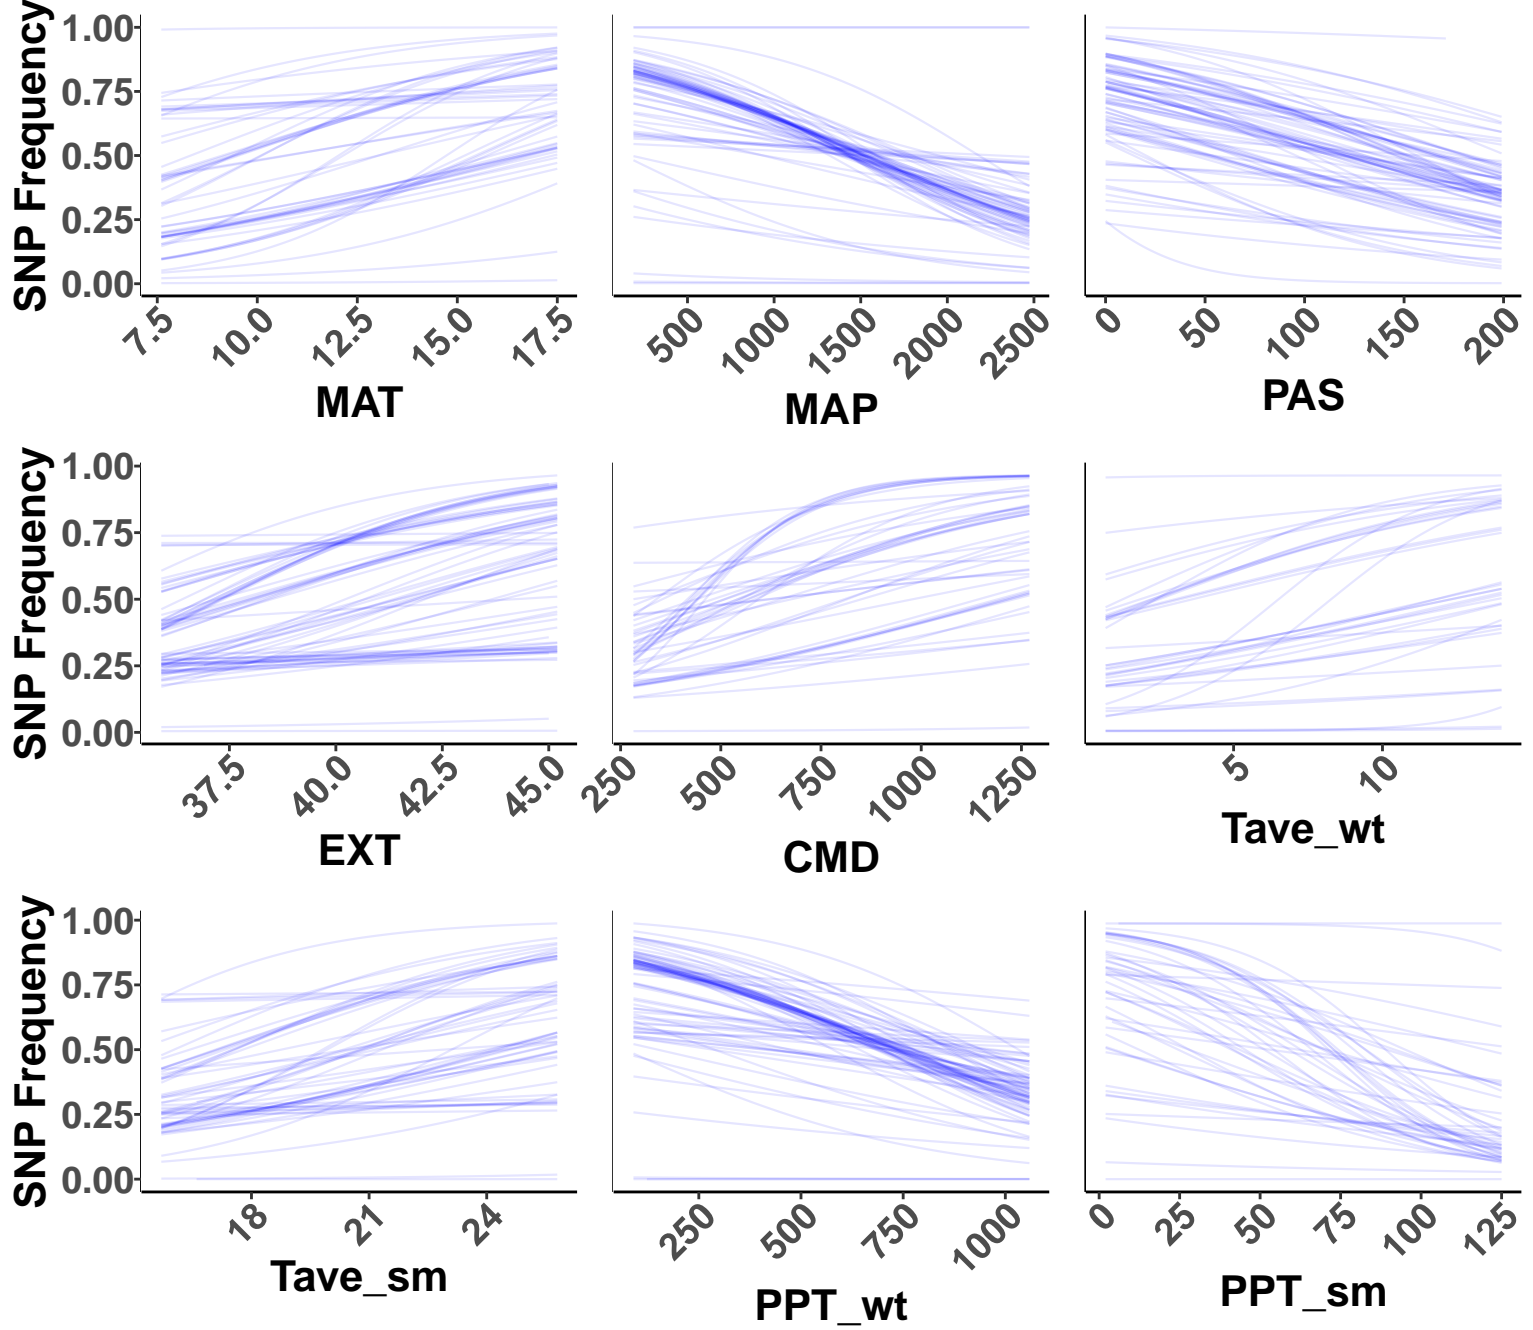 SNP Frequency
1.00
0.75
0.50
0.25
0.00
7.5 10.0 12.5 15.0 17.5
MAT
500 1000 1500 2000 2500
MAP
0 50 100 150 200
PAS
SNP Frequency
1.00
0.75
0.50
0.25
0.00
37.5 40.0 42.5 45.0
EXT
250 500 750 1000 1250
CMD
5 10
Tave_wt
SNP Frequency
1.00
0.75
0.50
0.25
0.00
18 21 24
Tave_sm
250 500 750 1000
PPT_wt
0 25 50 75 100 125
PPT_sm